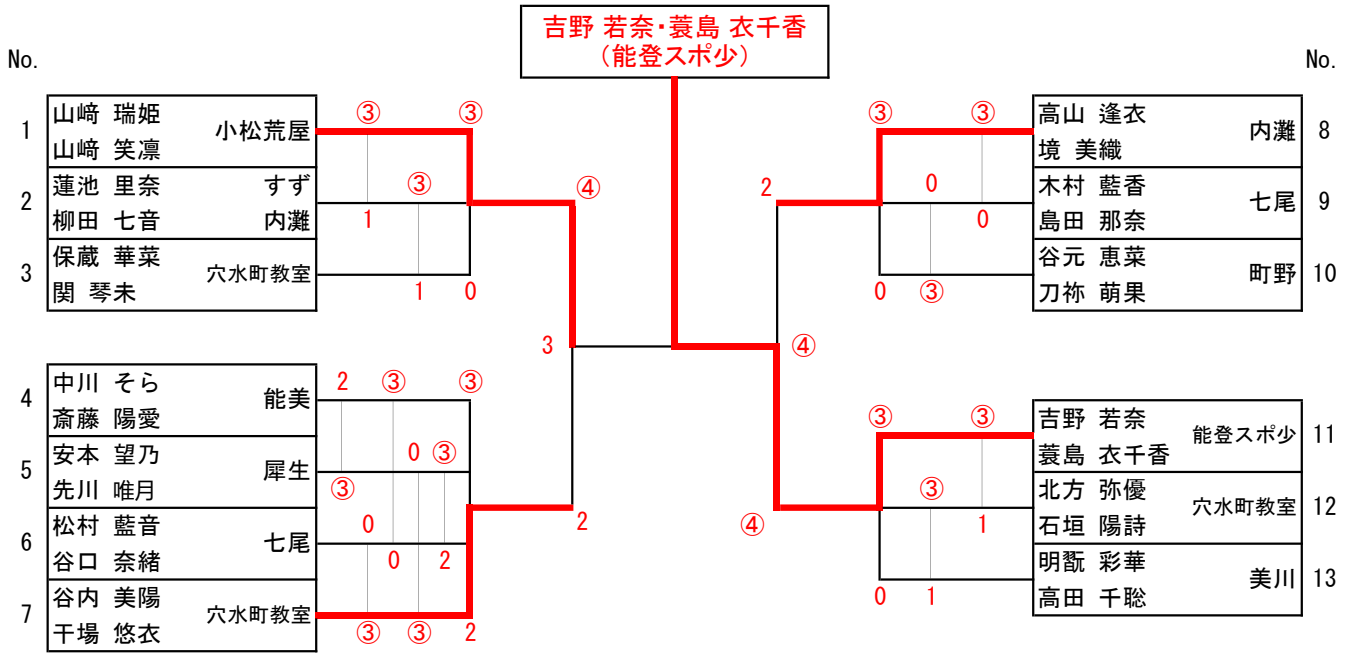 吉野 若奈・蓑島 衣千香
(能登スポ少)
No.
No.
1
山﨑 瑞姫
山﨑 笑凛
小松荒屋
③
③
2
蓮池 里奈
柳田 七音
すず
内灘
1
③
④
3
保蔵 華菜
関 琴未
穴水町教室
1
0
3
4
中川 そら
斎藤 陽愛
能美
2
③
③
5
安本 望乃
先川 唯月
犀生
③
0
③
6
松村 藍音
谷口 奈緒
七尾
0
0
2
2
7
谷内 美陽
干場 悠衣
穴水町教室
③
③
2
③
③
高山 逢衣
境 美織
内灘
8
2
0
0
木村 藍香
島田 那奈
七尾
9
0
③
谷元 恵菜
刀祢 萌果
町野
10
④
③
③
吉野 若奈
蓑島 衣千香
能登スポ少
11
④
③
1
北方 弥優
石垣 陽詩
穴水町教室
12
0
1
明翫 彩華
高田 千聡
美川
13